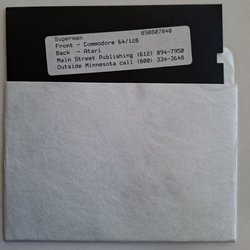 Superman 890807840
Front - Commodore 64/128
Back - Atari
Main Street Publishing (612) 894-7950
Outside Minnesota call (800) 334-3648